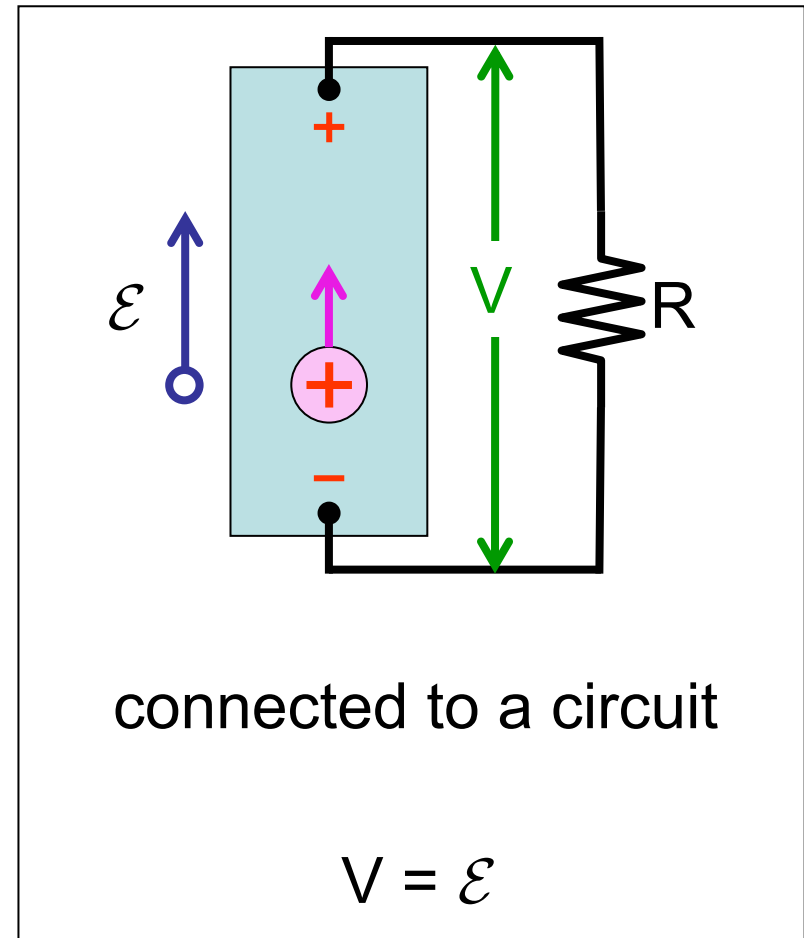 +
ℰ
V
R
+
−
connected to a circuit
V = ℰ